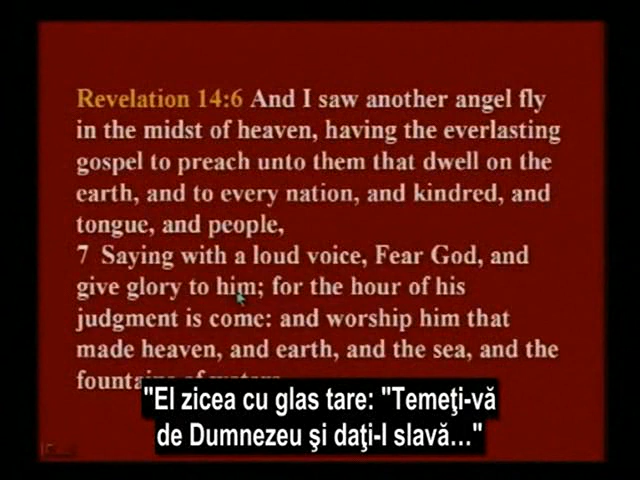 Revelation 14:6 And I saw another angel fly
in the midst of heaven, having the everlasting
gospel to preach unto them that dwell on the
earth, and to every nation, and kindred, and
tongue, and people,
7 Saying with a loud voice, Fear God, and
give glory to him; for the hour of his
judgment is come: and worship him that
made heaven, and earth, and the sea, and the
"El zicea cu glas tare: "Temeţi-vă
de Dumnezeu şi daţi-I slavă..."